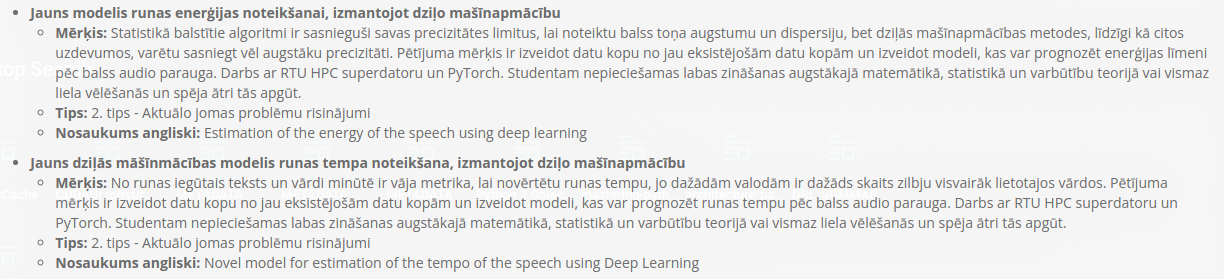 Jauns modelis runas enerģijas noteikšanai, izmantojot dziļo mašīnapmācību
Mērķis: Statistikā balstītie algoritmi ir sasnieguši savas precizitātes limitus, lai noteiktu balss toņa augstumu un dispersiju, bet dziļās mašīnapmācības metodes, līdzīgi kā citos
uzdevumos, varētu sasniegt vēl augstāku precizitāti. Pētījuma mērķis ir izveidot datu kopu no jau eksistējošām datu kopām un izveidot modeli, kas var prognozēt enerģijas līmeni
pēc balss audio parauga. Darbs ar RTU HPC superdatoru un PyTorch. Studentam nepieciešamas labas zināšanas augstākajā matemātikā, statistikā un varbūtību teorijā vai vismaz
liela vēlēšanās un spēja ātri tās apgūt.
Tips: 2. tips - Aktuālo jomas problēmu risinājumi
Nosaukums angliski: Estimation of the energy of the speech using deep learning
Jauns dziļās māšīnmācības modelis runas tempa noteikšana, izmantojot dziļo mašīnapmācību
Mērķis: No runas iegūtais teksts un vārdi minūtē ir vāja metrika, lai novērtētu runas tempu, jo dažādām valodām ir dažāds skaits zilbju visvairāk lietotajos vārdos. Pētījuma
mērķis ir izveidot datu kopu no jau eksistējošām datu kopām un izveidot modeli, kas var prognozēt runas tempu pēc balss audio parauga. Darbs ar RTU HPC superdatoru un
PyTorch. Studentam nepieciešamas labas zināšanas augstākajā matemātikā, statistikā un varbūtību teorijā vai vismaz liela vēlēšanās un spēja ātri tās apgūt.
Tips: 2. tips - Aktuālo jomas problēmu risinājumi
Nosaukums angliski: Novel model for estimation of the tempo of the speech using Deep Learning